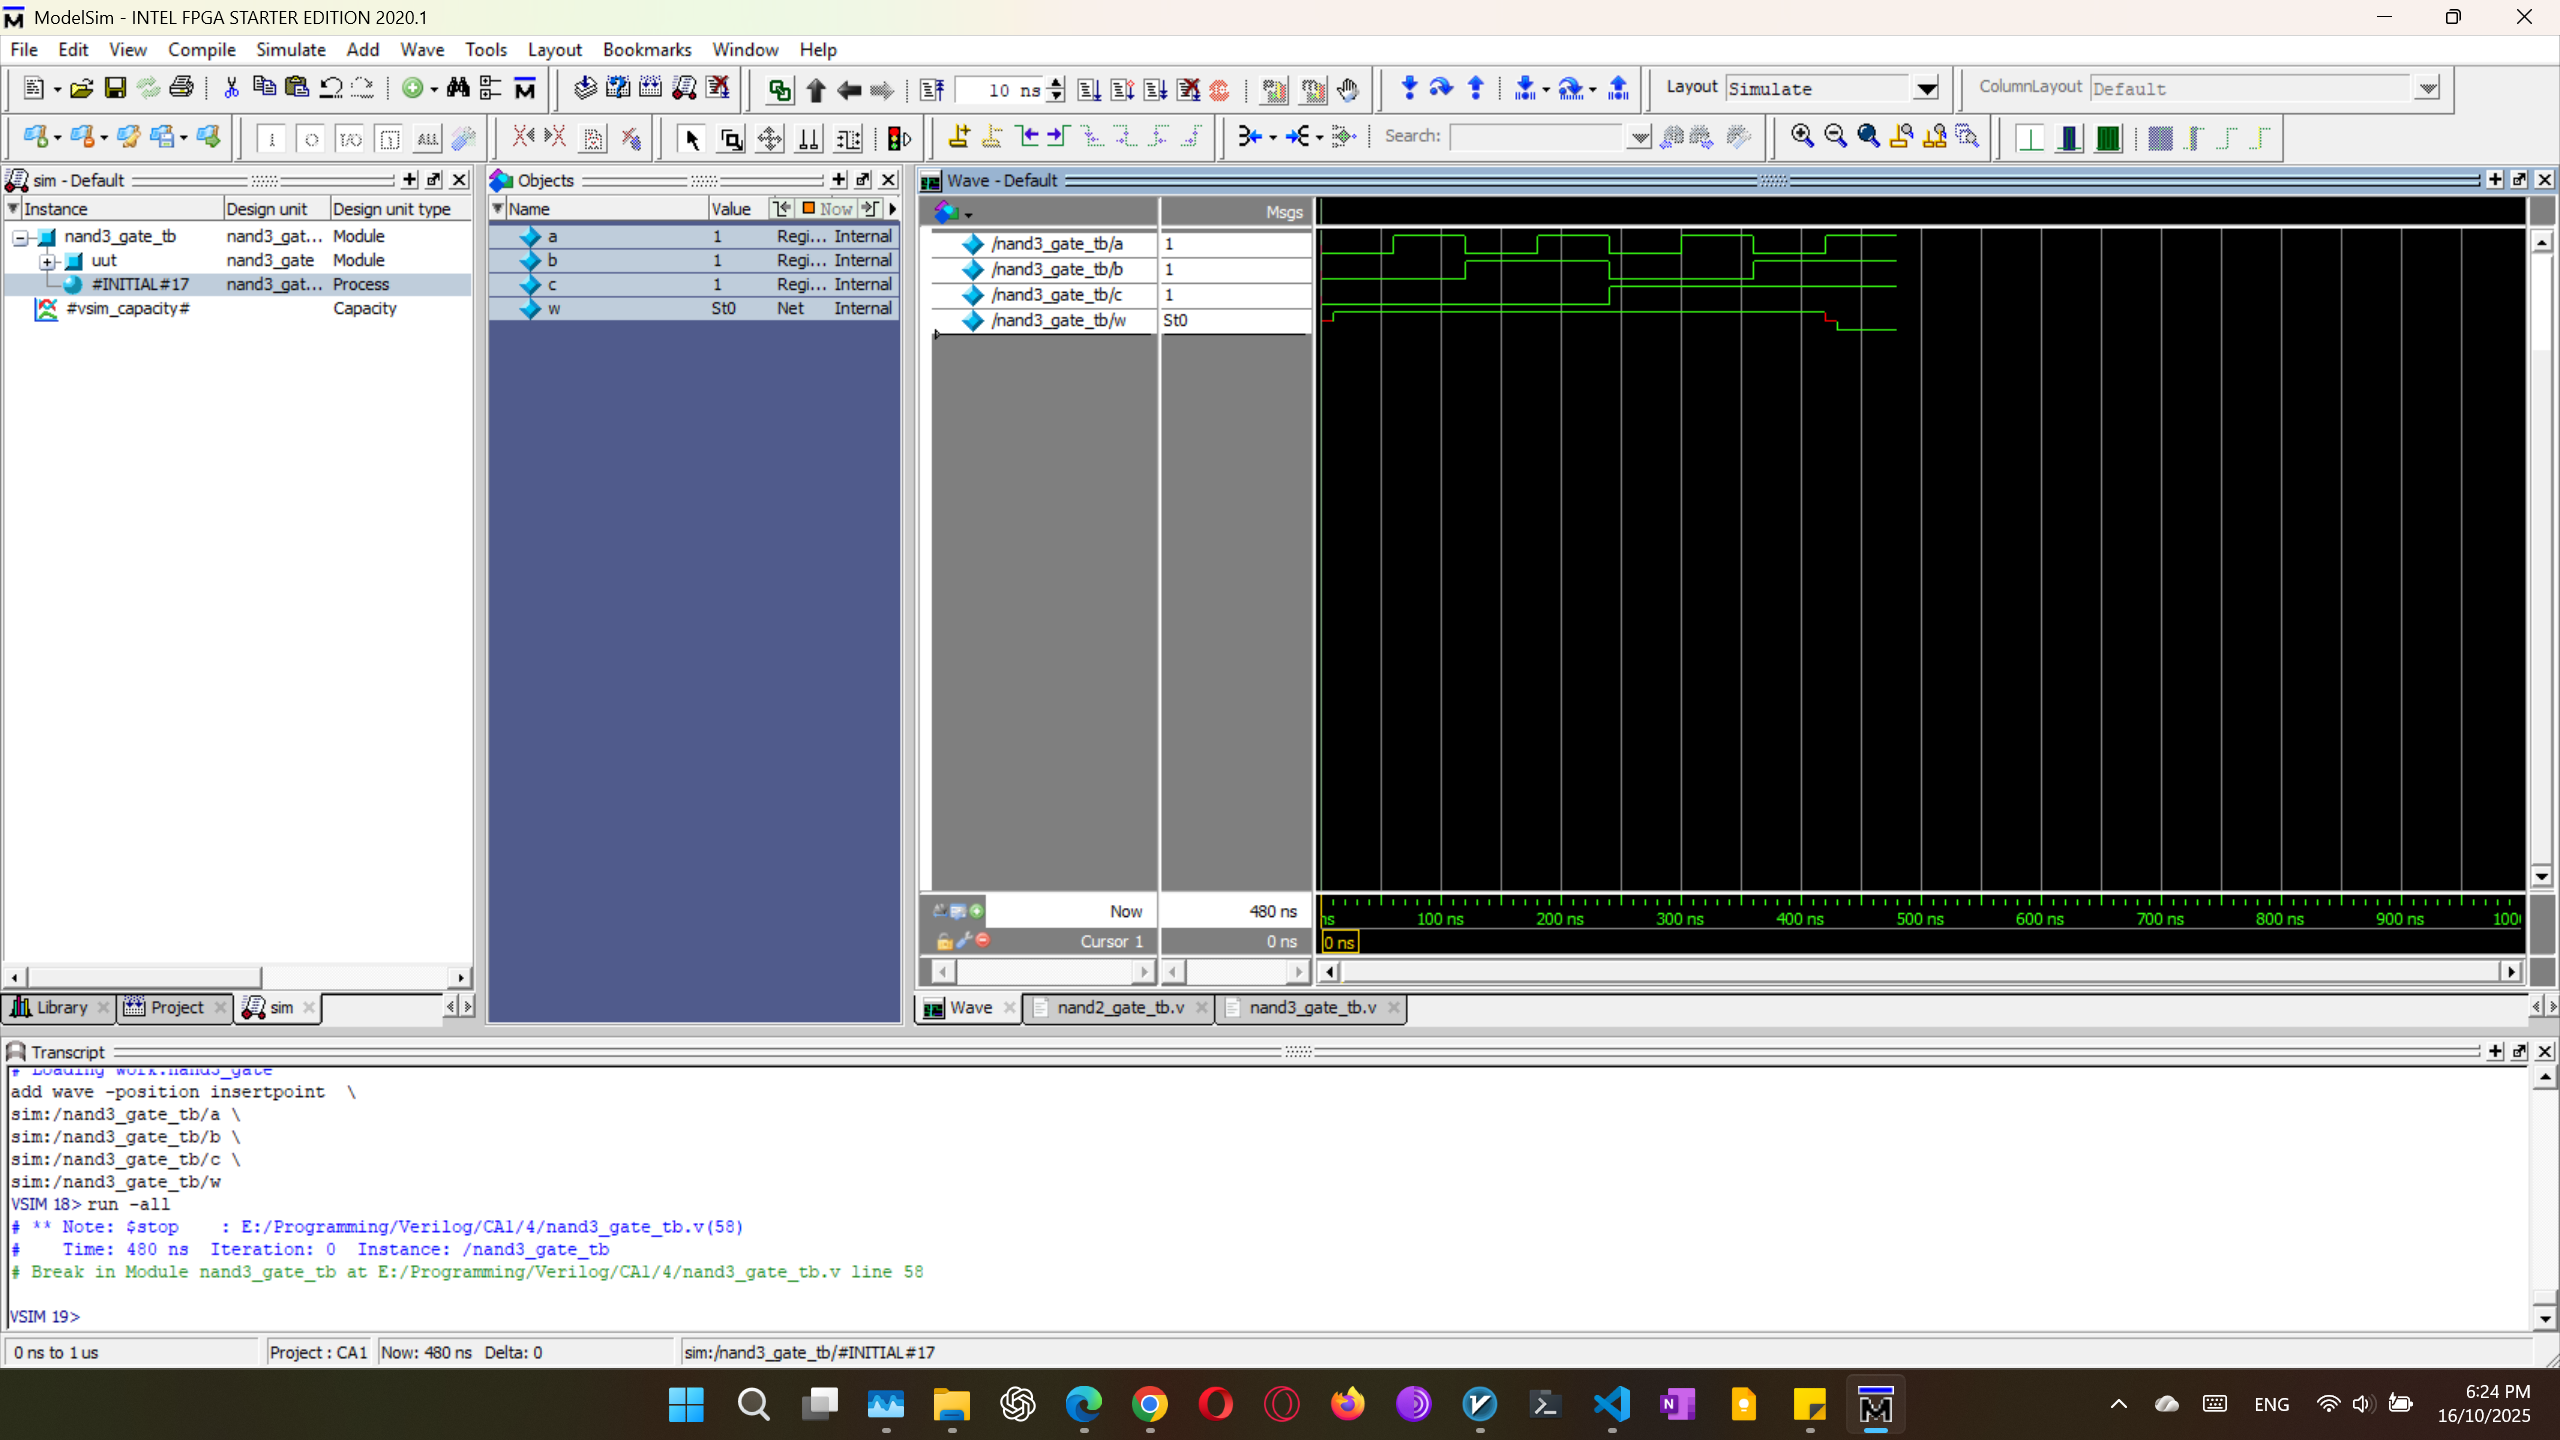 ModelSim - INTEL FPGA STARTER EDITION 2020.1
File Edit View Compile Simulate Add Wave Tools Layout Bookmarks Window Help
10 ns
Layout Simulate
ColumnLayout Default
ALL
Search:
sim - Default
Instance Design unit Design unit type
nand3_gate_tb nand3_gat... Module
uut nand3_gate Module
#INITIAL#17 nand3_gat... Process
#vsim_capacity# Capacity
Objects
Name Value Now
a 1 Regi... Internal
b 1 Regi... Internal
c 1 Regi... Internal
w St0 Net Internal
Wave - Default
Msgs
/nand3_gate_tb/a 1
/nand3_gate_tb/b 1
/nand3_gate_tb/c 1
/nand3_gate_tb/w St0
Now 480 ns
ns 100 ns 200 ns 300 ns 400 ns 500 ns 600 ns 700 ns 800 ns 900 ns 1000
Cursor 1 0 ns
0 ns
Library Project sim
Wave nand2_gate_tb.v nand3_gate_tb.v
Transcript
# Loading work.nand3_gate
add wave -position insertpoint \
sim:/nand3_gate_tb/a \
sim:/nand3_gate_tb/b \
sim:/nand3_gate_tb/c \
sim:/nand3_gate_tb/w
VSIM 18> run -all
# ** Note: $stop : E:/Programming/Verilog/CA1/4/nand3_gate_tb.v(58)
# Time: 480 ns Iteration: 0 Instance: /nand3_gate_tb
# Break in Module nand3_gate_tb at E:/Programming/Verilog/CA1/4/nand3_gate_tb.v line 58
VSIM 19>
0 ns to 1 us Project : CA1 Now: 480 ns Delta: 0 sim:/nand3_gate_tb/#INITIAL#17
ENG
6:24 PM
16/10/2025